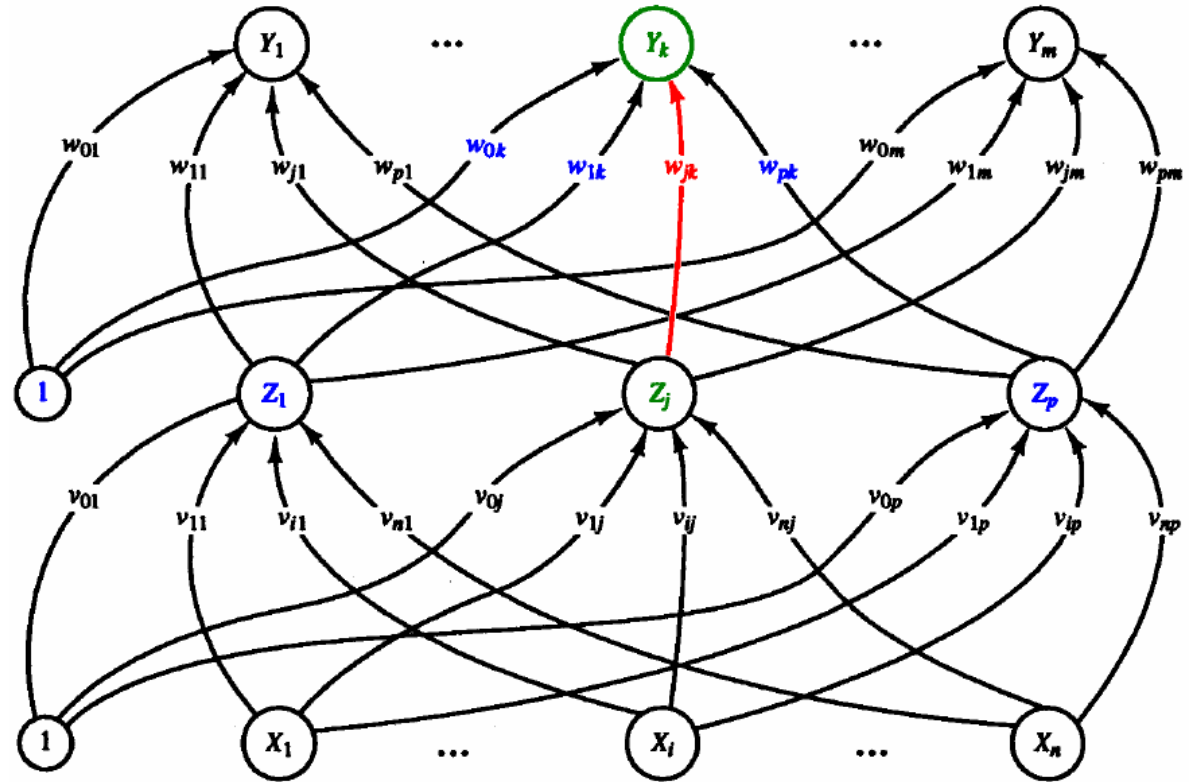 Y1 ... Yk ... Ym
w01 w11 wj1 wp1 w0k w1k wjk wpk w0m w1m wjm wpm
1 Z1 Zj Zp
v01 v11 vi1 vn1 v0j v1j vij vnj v0p v1p vip vnp
1 X1 ... Xi ... Xn